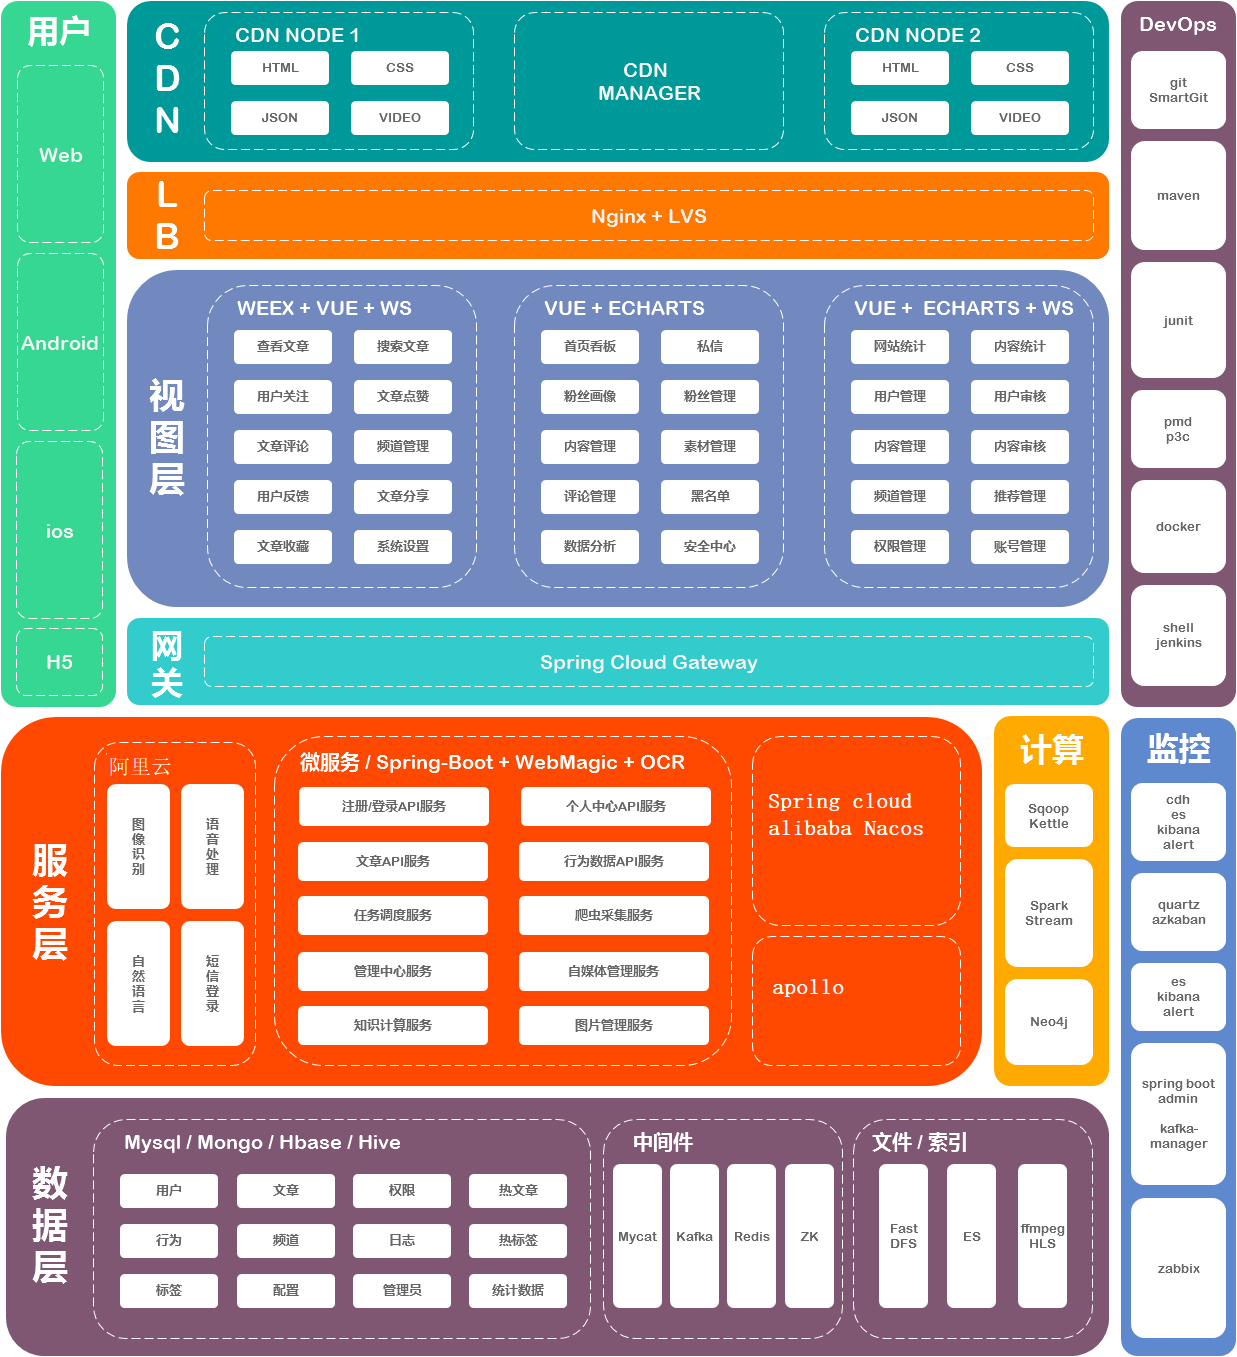 用户
Web
Android
ios
H5
CDN
CDN NODE 1
HTML
CSS
JSON
VIDEO
CDN
MANAGER
CDN NODE 2
HTML
CSS
JSON
VIDEO
LB
Nginx + LVS
视图层
WEEX + VUE + WS
查看文章
搜索文章
用户关注
文章点赞
文章评论
频道管理
用户反馈
文章分享
文章收藏
系统设置
VUE + ECHARTS
首页看板
私信
粉丝画像
粉丝管理
内容管理
素材管理
评论管理
黑名单
数据分析
安全中心
VUE + ECHARTS + WS
网站统计
内容统计
用户管理
用户审核
内容管理
内容审核
频道管理
推荐管理
权限管理
账号管理
网关
Spring Cloud Gateway
DevOps
git
SmartGit
maven
junit
pmd
p3c
docker
shell
jenkins
服务层
阿里云
图像识别
语音处理
自然语言
短信登录
微服务 / Spring-Boot + WebMagic + OCR
注册/登录API服务
个人中心API服务
文章API服务
行为数据API服务
任务调度服务
爬虫采集服务
管理中心服务
自媒体管理服务
知识计算服务
图片管理服务
Spring cloud
alibaba Nacos
apollo
计算
Sqoop
Kettle
Spark
Stream
Neo4j
监控
cdh
es
kibana
alert
quartz
azkaban
es
kibana
alert
spring boot
admin
kafka-
manager
zabbix
数据层
Mysql / Mongo / Hbase / Hive
用户
文章
权限
热文章
行为
频道
日志
热标签
标签
配置
管理员
统计数据
中间件
Mycat
Kafka
Redis
ZK
文件 / 索引
Fast
DFS
ES
ffmpeg
HLS